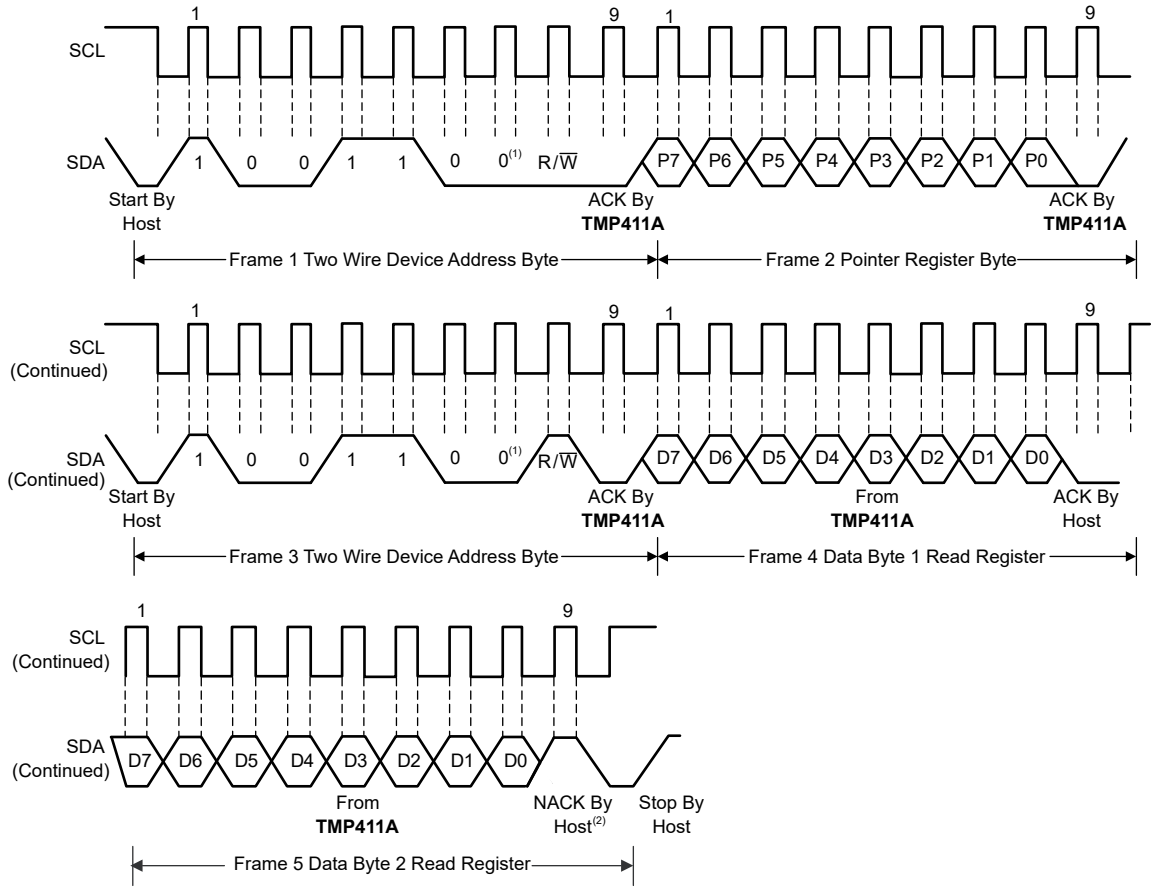 1 9 1 9
SCL
SDA 1 0 0 1 1 0 0(1) R/W̅ P7 P6 P5 P4 P3 P2 P1 P0
Start By Host
ACK By TMP411A
ACK By TMP411A
Frame 1 Two Wire Device Address Byte
Frame 2 Pointer Register Byte
1 9 1 9
SCL (Continued)
SDA (Continued) 1 0 0 1 1 0 0(1) R/W̅ D7 D6 D5 D4 D3 D2 D1 D0
Start By Host
ACK By TMP411A
From TMP411A
ACK By Host
Frame 3 Two Wire Device Address Byte
Frame 4 Data Byte 1 Read Register
1 9
SCL (Continued)
SDA (Continued) D7 D6 D5 D4 D3 D2 D1 D0
From TMP411A
NACK By Host(2)
Stop By Host
Frame 5 Data Byte 2 Read Register